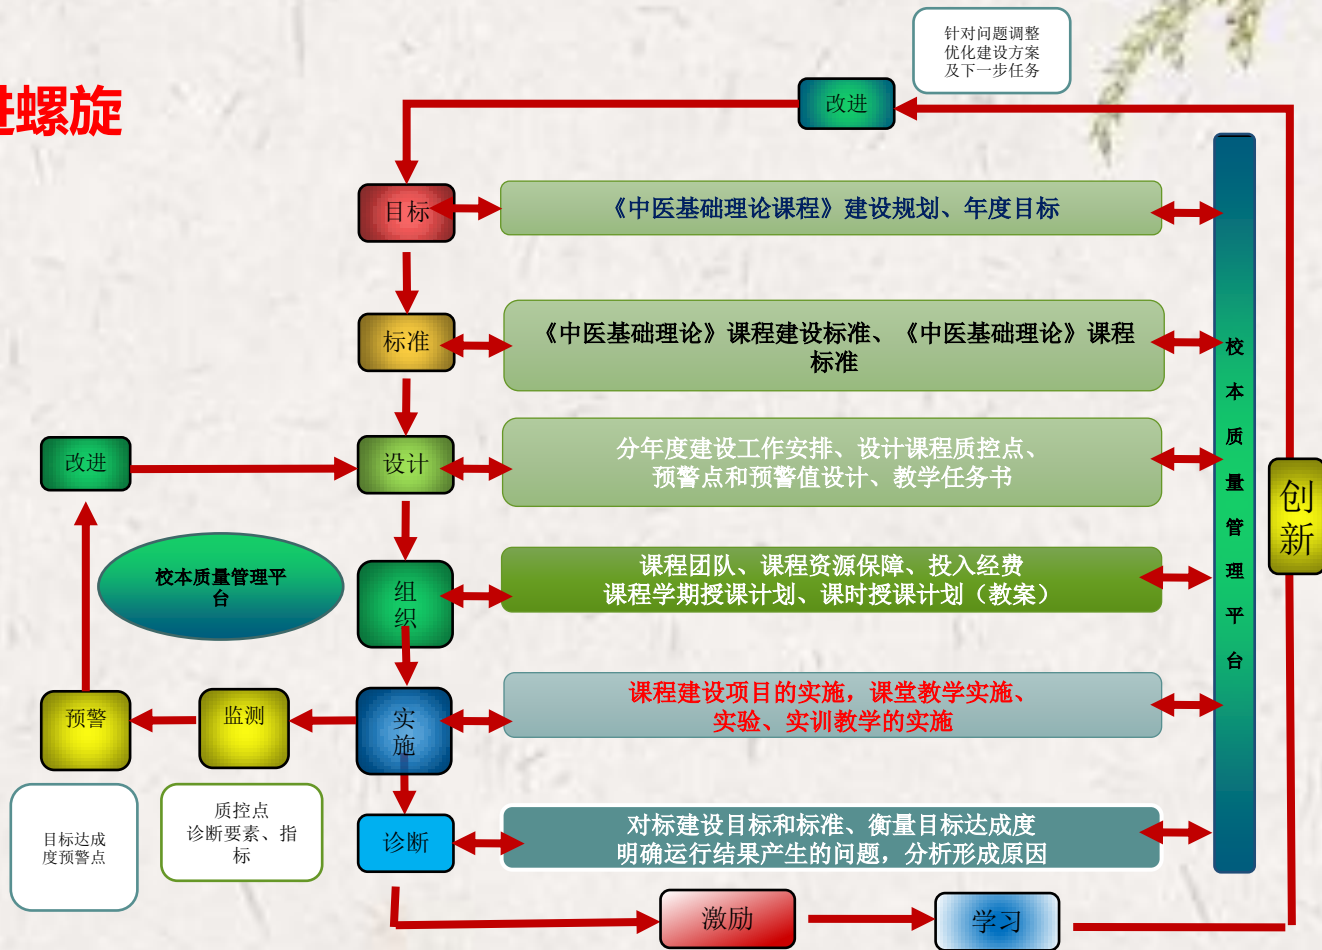 针对问题调整
优化建设方案
及下一步任务
改进
进螺旋
目标
《中医基础理论课程》建设规划、年度目标
标准
《中医基础理论》课程建设标准、《中医基础理论》课程
标准
校
本
质
量
管
理
平
台
改进
设计
分年度建设工作安排、设计课程质控点、
预警点和预警值设计、教学任务书
创
新
校本质量管理平
台
组
织
课程团队、课程资源保障、投入经费
课程学期授课计划、课时授课计划（教案）
预警
监测
实
施
课程建设项目的实施，课堂教学实施、
实验、实训教学的实施
目标达成
度预警点
质控点
诊断要素、指
标
诊断
对标建设目标和标准、衡量目标达成度
明确运行结果产生的问题，分析形成原因
激励
学习